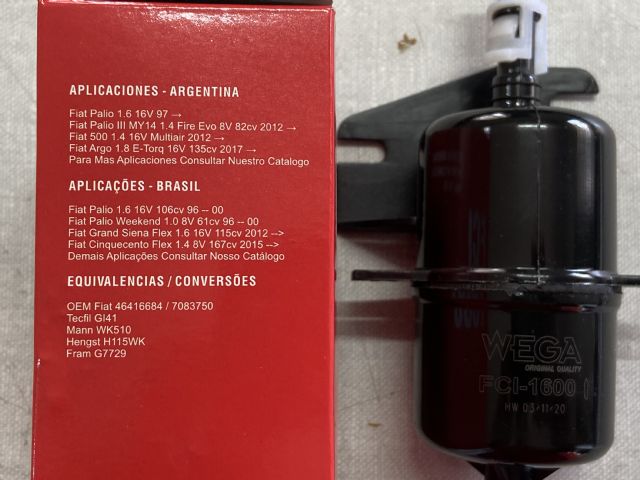 APLICACIONES - ARGENTINA
Fiat Palio 1.6 16V 97 →
Fiat Palio III MY14 1.4 Fire Evo 8V 82cv 2012 →
Fiat 500 1.4 16V Multiair 2012 →
Fiat Argo 1.8 E-Torq 16V 135cv 2017 →
Para Mas Aplicaciones Consultar Nuestro Catalogo
APLICAÇÕES - BRASIL
Fiat Palio 1.6 16V 106cv 96 -- 00
Fiat Palio Weekend 1.0 8V 61cv 96 -- 00
Fiat Grand Siena Flex 1.6 16V 115cv 2012 -->
Fiat Cinquecento Flex 1.4 8V 167cv 2015 -->
Demais Aplicações Consultar Nosso Catálogo
EQUIVALENCIAS / CONVERSÕES
OEM Fiat 46416684 / 7083750
Tecfil GI41
Mann WK510
Hengst H115WK
Fram G7729
WEGA
ORIGINAL QUALITY
FCI-1600
HW 03-11-20